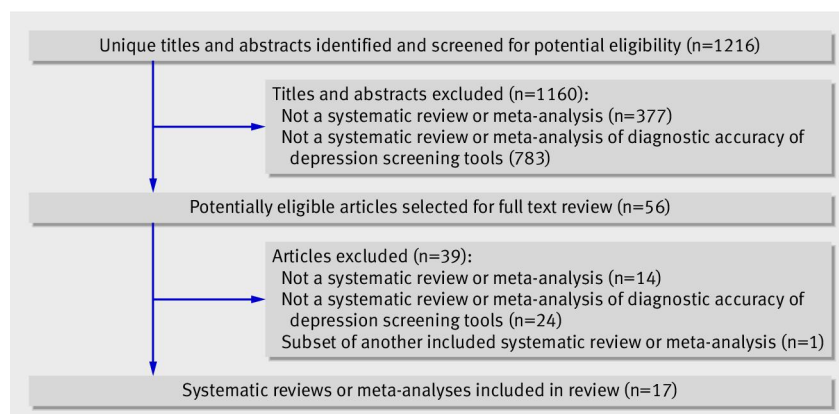 Unique titles and abstracts identified and screened for potential eligibility (n=1216)
Titles and abstracts excluded (n=1160):
Not a systematic review or meta-analysis (n=377)
Not a systematic review or meta-analysis of diagnostic accuracy of
depression screening tools (783)
Potentially eligible articles selected for full text review (n=56)
Articles excluded (n=39):
Not a systematic review or meta-analysis (n=14)
Not a systematic review or meta-analysis of diagnostic accuracy of
depression screening tools (n=24)
Subset of another included systematic review or meta-analysis (n=1)
Systematic reviews or meta-analyses included in review (n=17)